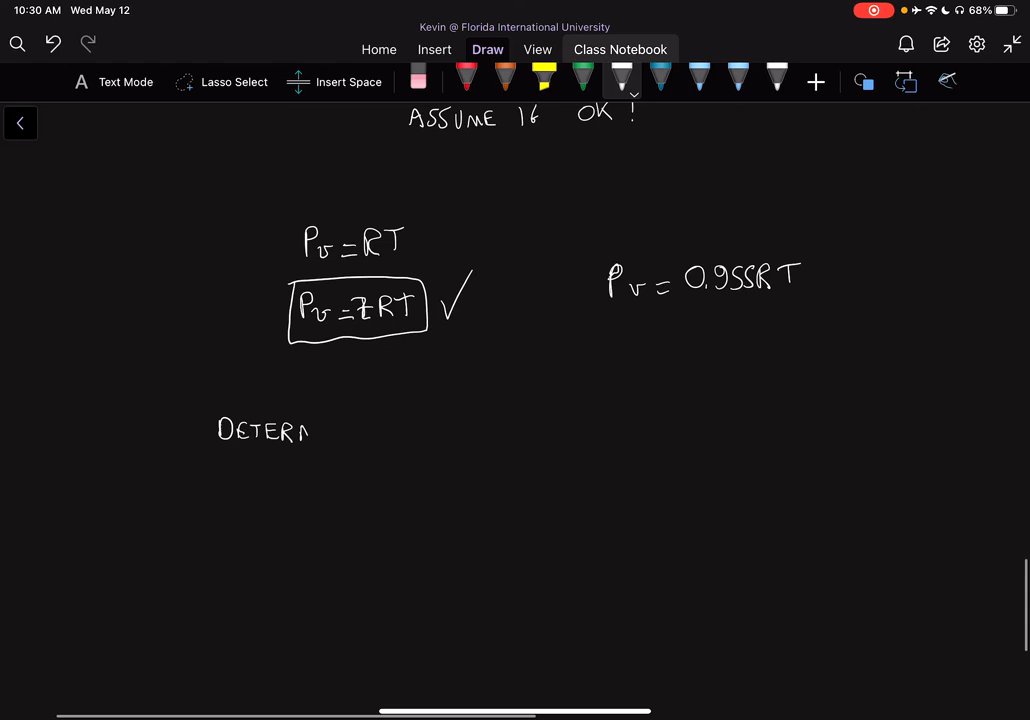 10:30 AM Wed May 12
68%
Kevin @ Florida International University
Home Insert Draw View Class Notebook
Text Mode Lasso Select Insert Space
ASSUME IG OK !
Pv = RT
Pv = ZRT
Pv = 0.955RT
DETERM